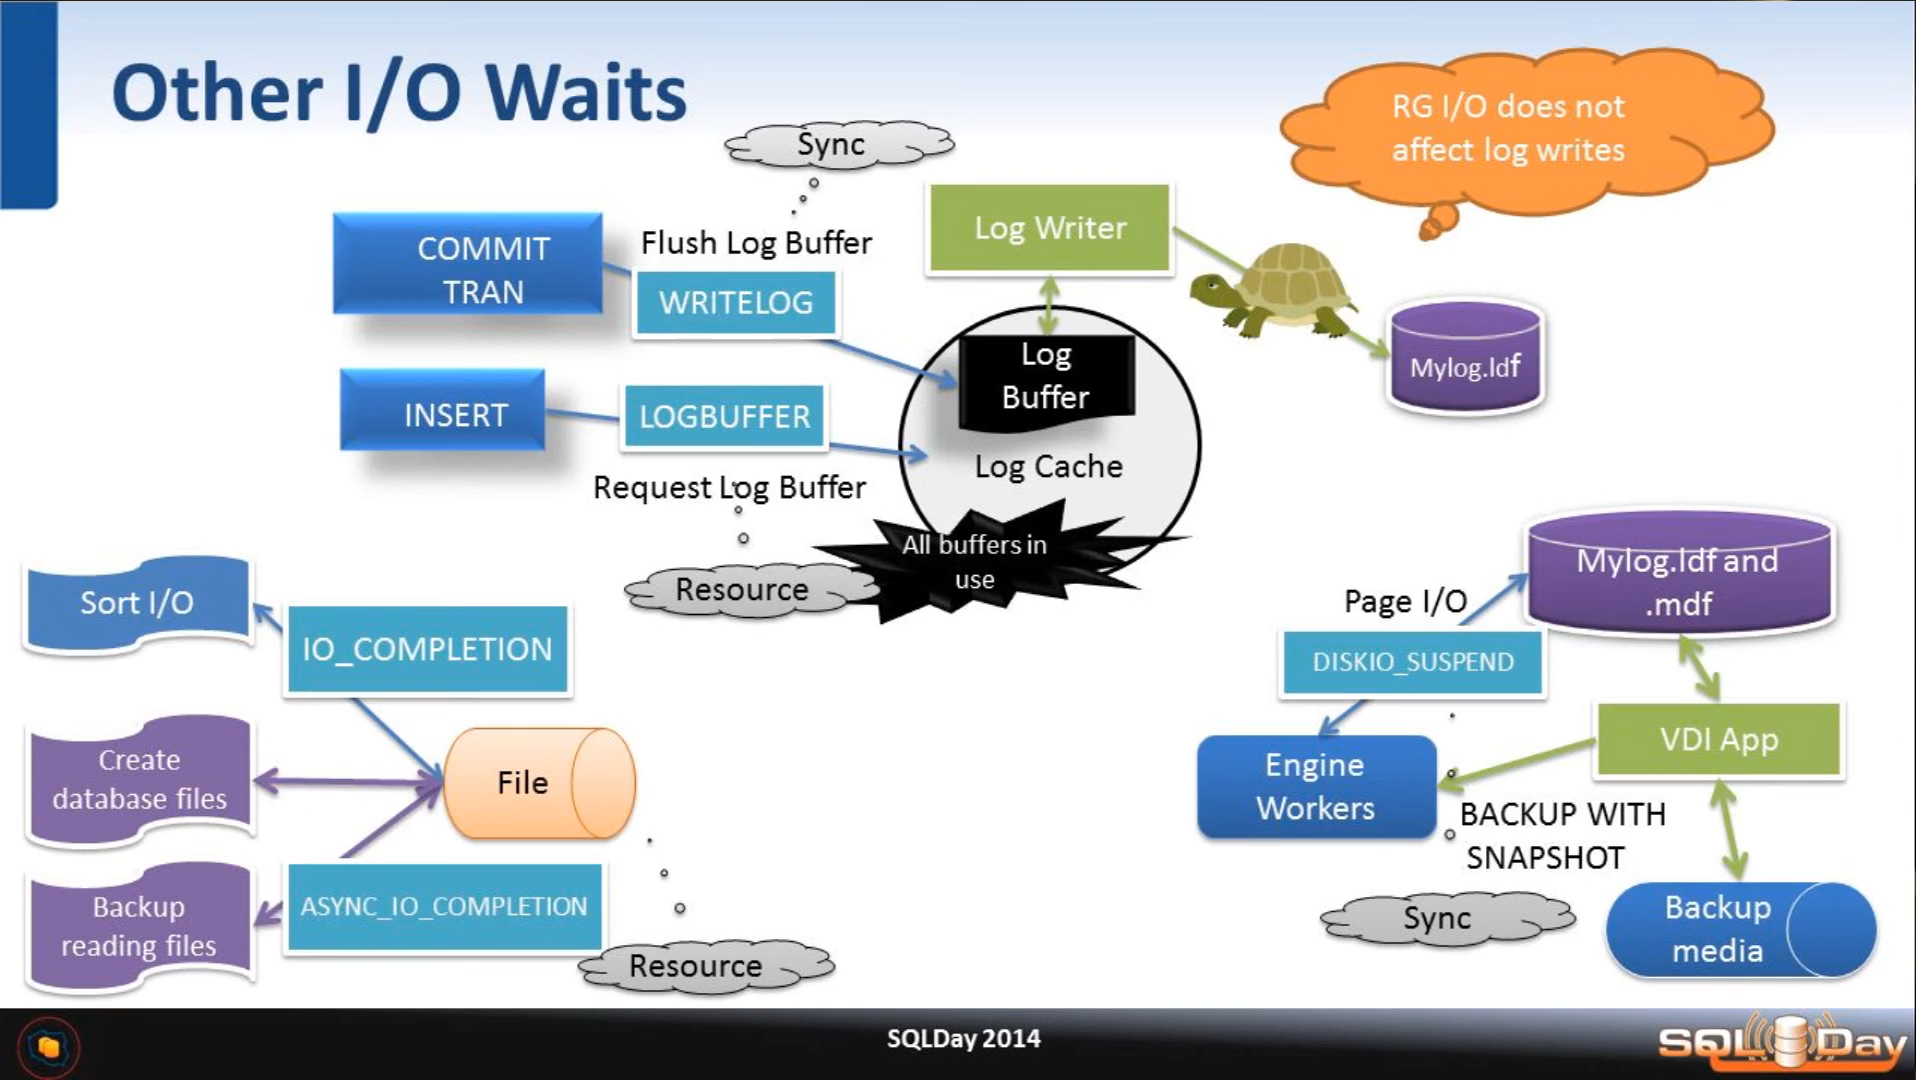 Other I/O Waits
RG I/O does not
affect log writes
Sync
COMMIT
TRAN
Flush Log Buffer
WRITELOG
Log Writer
Mylog.ldf
INSERT
LOGBUFFER
Request Log Buffer
Log
Buffer
Log Cache
All buffers in
use
Resource
Sort I/O
IO_COMPLETION
Create
database files
File
Backup
reading files
ASYNC_IO_COMPLETION
Resource
Mylog.ldf and
.mdf
Page I/O
DISKIO_SUSPEND
VDI App
Engine
Workers
BACKUP WITH
SNAPSHOT
Sync
Backup
media
SQLDay 2014
SQL Day